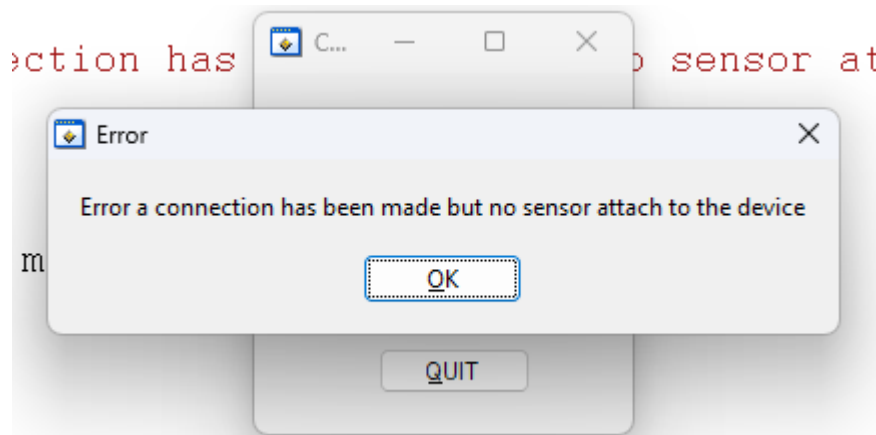 C...
ection has
sensor at
Error
Error a connection has been made but no sensor attach to the device
m
OK
QUIT